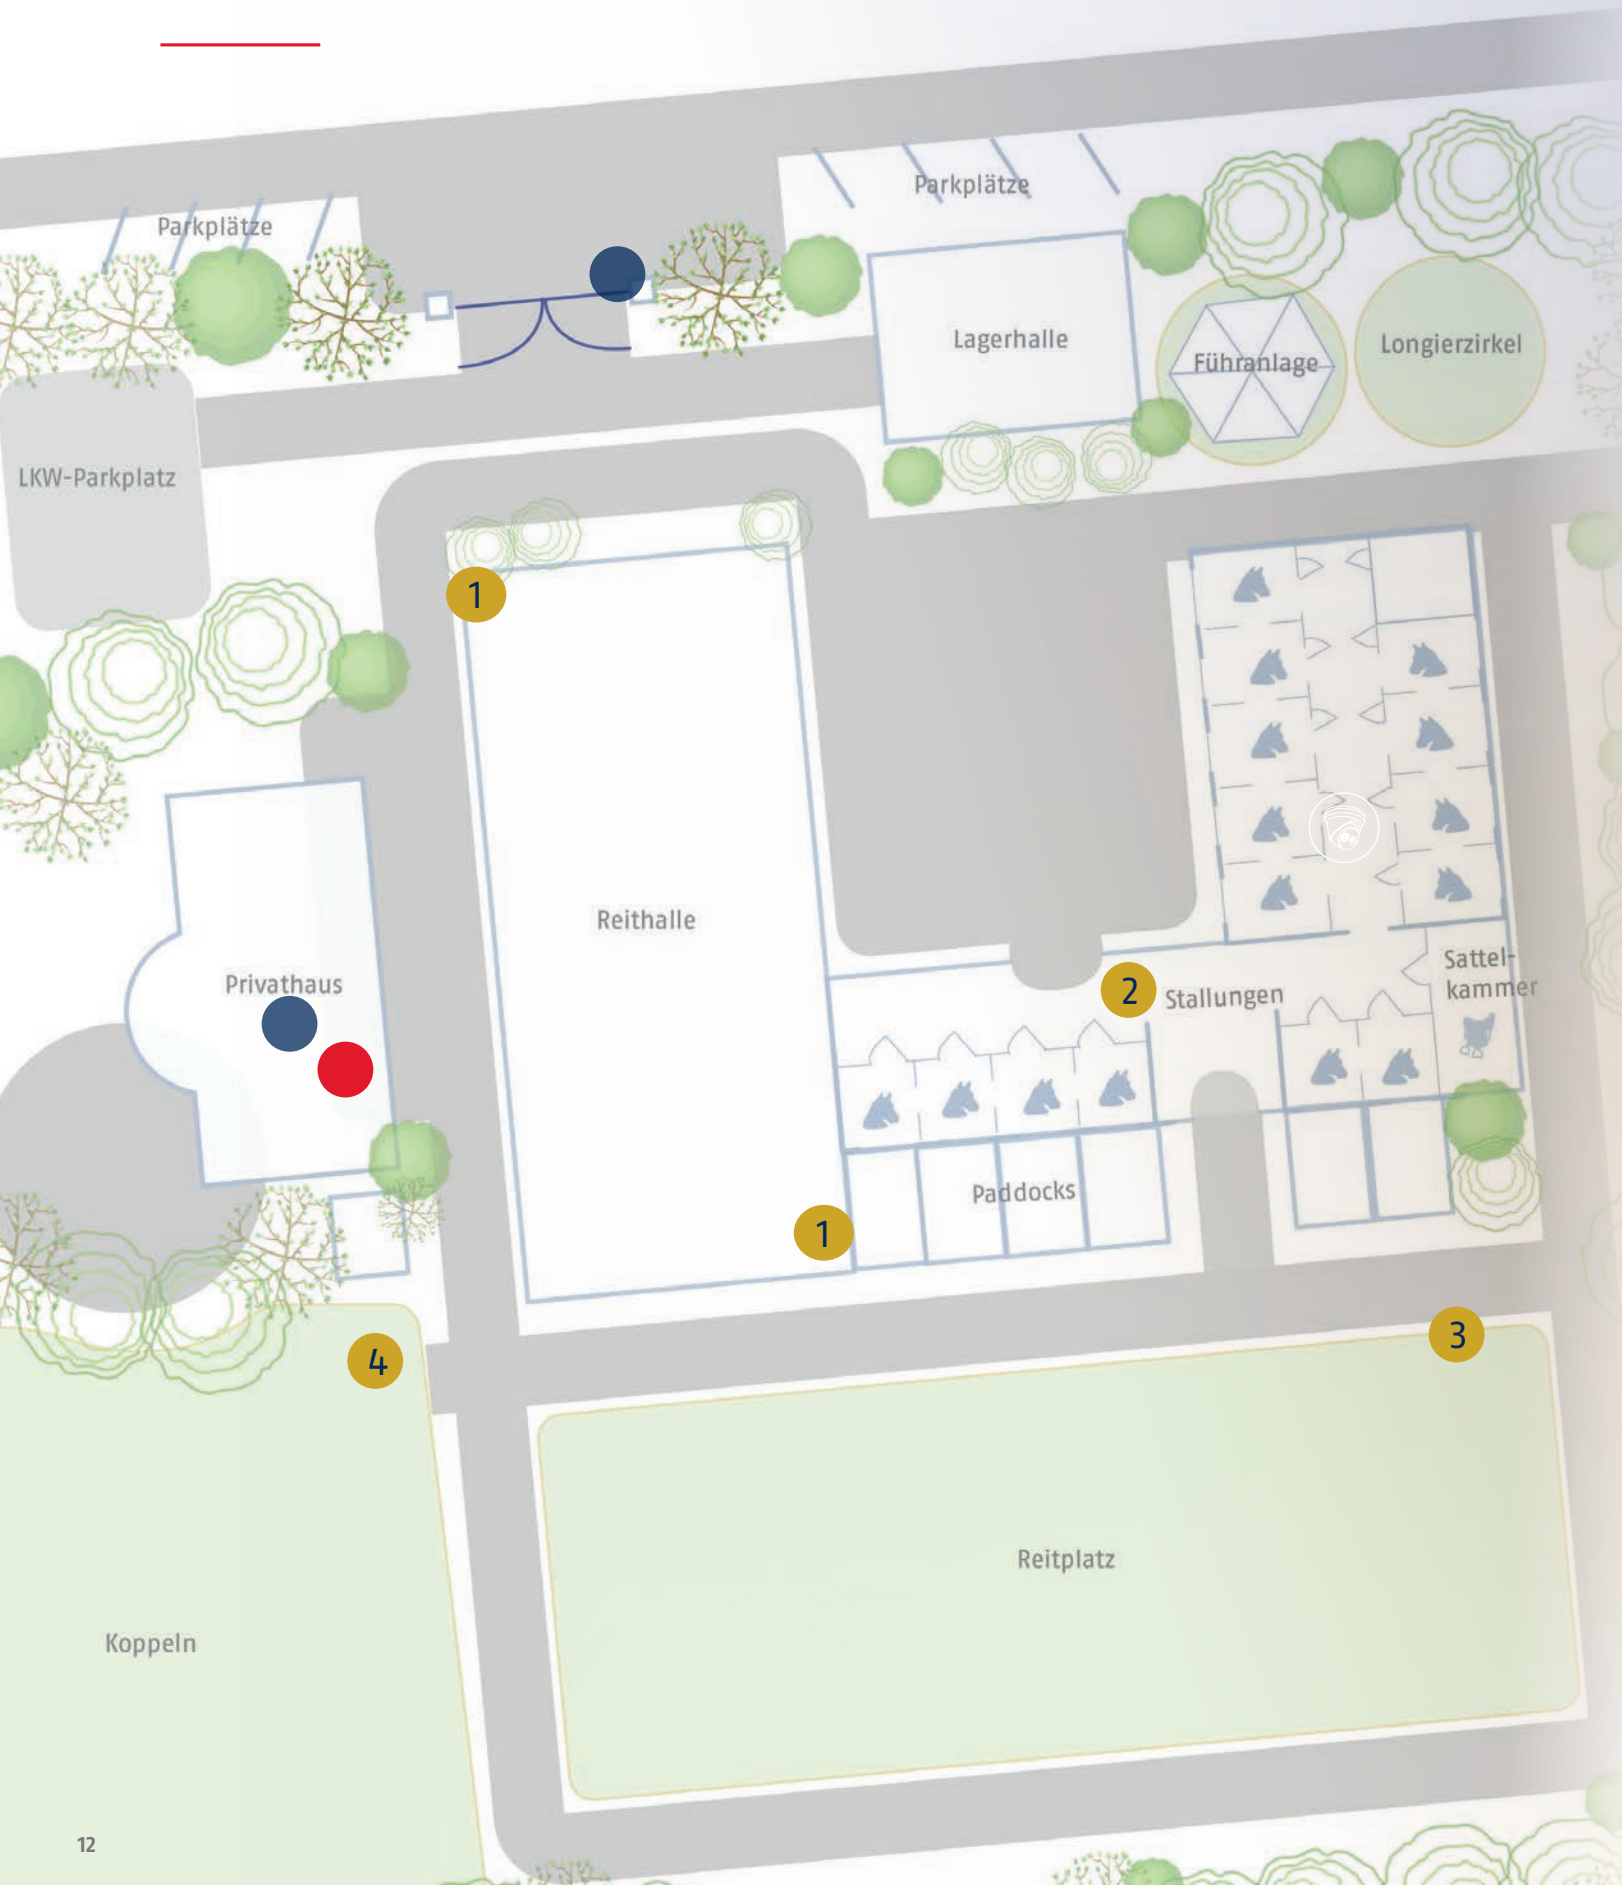 Parkplätze
Parkplätze
Lagerhalle
Führanlage
Longierzirkel
LKW-Parkplatz
1
Reithalle
Privathaus
2
Stallungen
Sattel-
kammer
Paddocks
1
3
4
Reitplatz
Koppeln
12